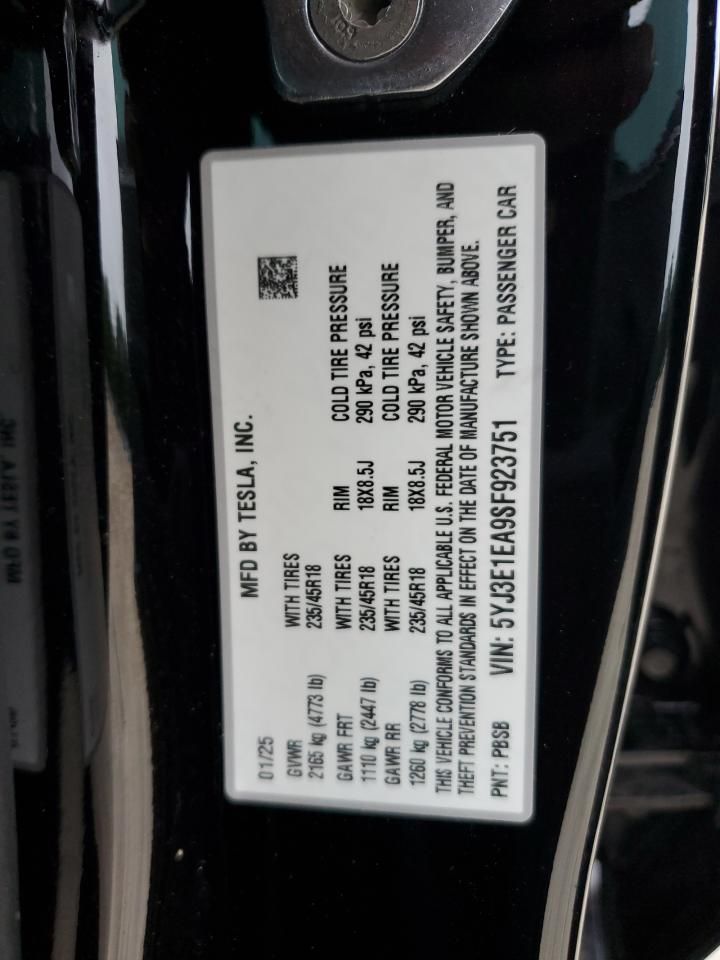 01/25 MFD BY TESLA, INC.
GVWR WITH TIRES RIM COLD TIRE PRESSURE
2165 kg (4773 lb) 235/45R18 18X8.5J 290 kPa, 42 psi
GAWR FRT WITH TIRES RIM COLD TIRE PRESSURE
1110 kg (2447 lb) 235/45R18 18X8.5J 290 kPa, 42 psi
GAWR RR WITH TIRES
1260 kg (2778 lb) 235/45R18
THIS VEHICLE CONFORMS TO ALL APPLICABLE U.S. FEDERAL MOTOR VEHICLE SAFETY, BUMPER, AND
THEFT PREVENTION STANDARDS IN EFFECT ON THE DATE OF MANUFACTURE SHOWN ABOVE.
PNT: PBSB VIN: 5YJ3E1EA9SF923751 TYPE: PASSENGER CAR